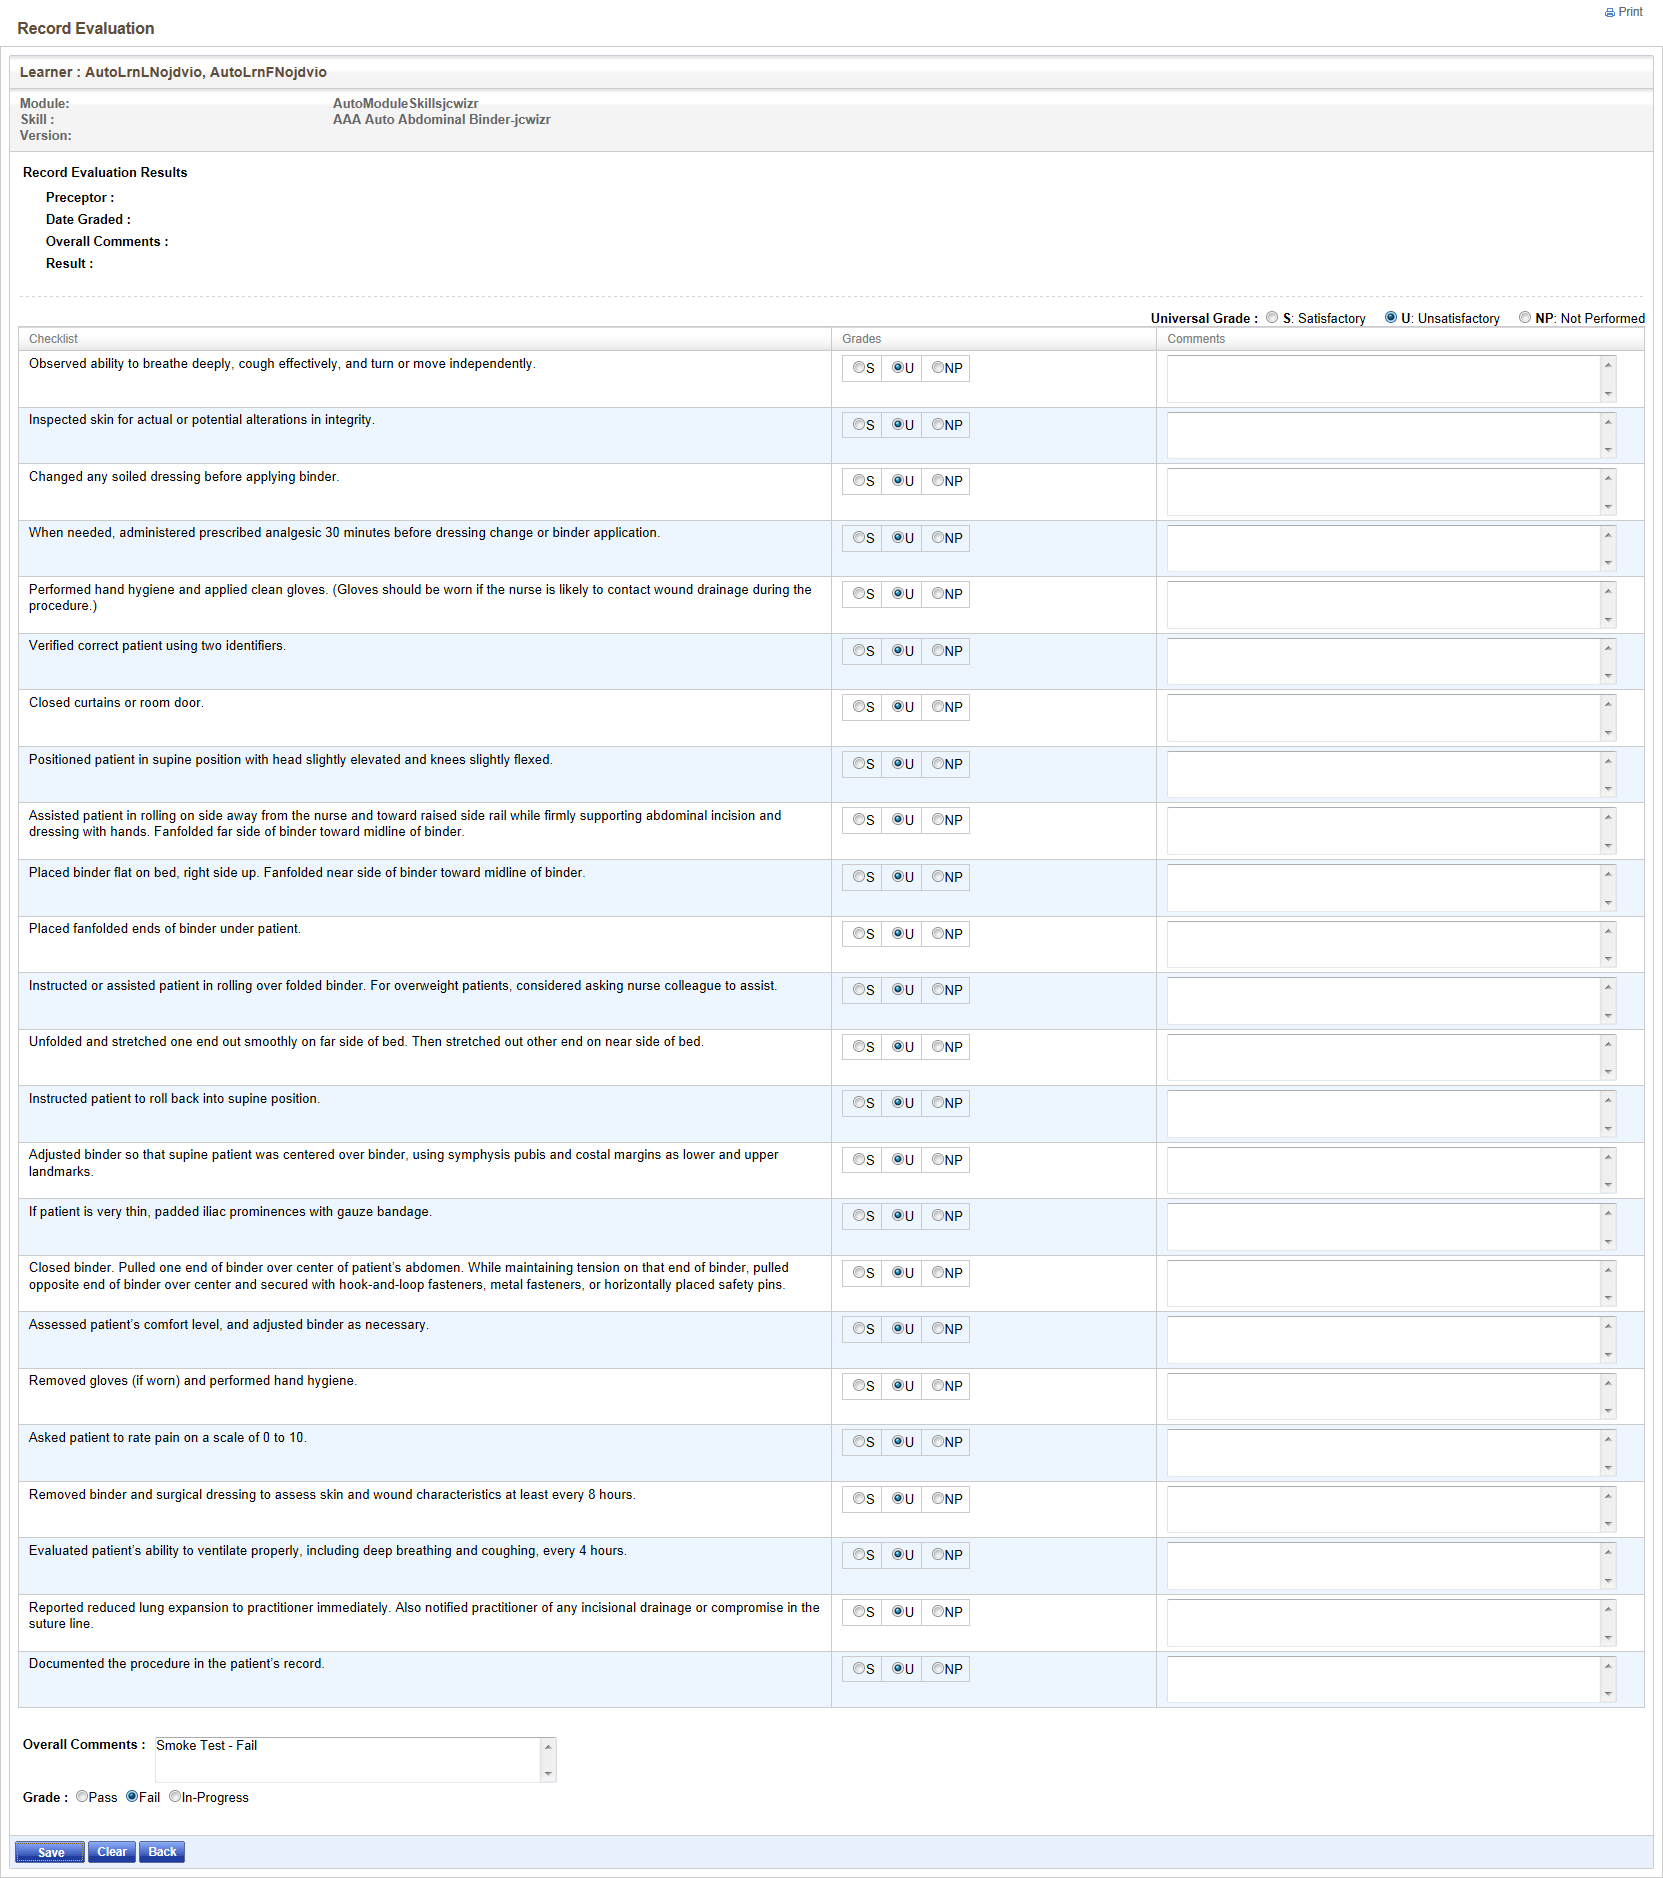 Print
Record Evaluation
Learner : AutoLrnLNojdvio, AutoLrnFNojdvio
Module: AutoModuleSkillsjcwizr
Skill : AAA Auto Abdominal Binder-jcwizr
Version:
Record Evaluation Results
Preceptor :
Date Graded :
Overall Comments :
Result :
Universal Grade : S: Satisfactory U: Unsatisfactory NP: Not Performed
Checklist Grades Comments
Observed ability to breathe deeply, cough effectively, and turn or move independently. S U NP
Inspected skin for actual or potential alterations in integrity. S U NP
Changed any soiled dressing before applying binder. S U NP
When needed, administered prescribed analgesic 30 minutes before dressing change or binder application. S U NP
Performed hand hygiene and applied clean gloves. (Gloves should be worn if the nurse is likely to contact wound drainage during the S U NP
procedure.)
Verified correct patient using two identifiers. S U NP
Closed curtains or room door. S U NP
Positioned patient in supine position with head slightly elevated and knees slightly flexed. S U NP
Assisted patient in rolling on side away from the nurse and toward raised side rail while firmly supporting abdominal incision and S U NP
dressing with hands. Fanfolded far side of binder toward midline of binder.
Placed binder flat on bed, right side up. Fanfolded near side of binder toward midline of binder. S U NP
Placed fanfolded ends of binder under patient. S U NP
Instructed or assisted patient in rolling over folded binder. For overweight patients, considered asking nurse colleague to assist. S U NP
Unfolded and stretched one end out smoothly on far side of bed. Then stretched out other end on near side of bed. S U NP
Instructed patient to roll back into supine position. S U NP
Adjusted binder so that supine patient was centered over binder, using symphysis pubis and costal margins as lower and upper S U NP
landmarks.
If patient is very thin, padded iliac prominences with gauze bandage. S U NP
Closed binder. Pulled one end of binder over center of patient's abdomen. While maintaining tension on that end of binder, pulled S U NP
opposite end of binder over center and secured with hook-and-loop fasteners, metal fasteners, or horizontally placed safety pins.
Assessed patient's comfort level, and adjusted binder as necessary. S U NP
Removed gloves (if worn) and performed hand hygiene. S U NP
Asked patient to rate pain on a scale of 0 to 10. S U NP
Removed binder and surgical dressing to assess skin and wound characteristics at least every 8 hours. S U NP
Evaluated patient's ability to ventilate properly, including deep breathing and coughing, every 4 hours. S U NP
Reported reduced lung expansion to practitioner immediately. Also notified practitioner of any incisional drainage or compromise in the S U NP
suture line.
Documented the procedure in the patient's record. S U NP
Overall Comments : Smoke Test - Fail
Grade : Pass Fail In-Progress
Save Clear Back